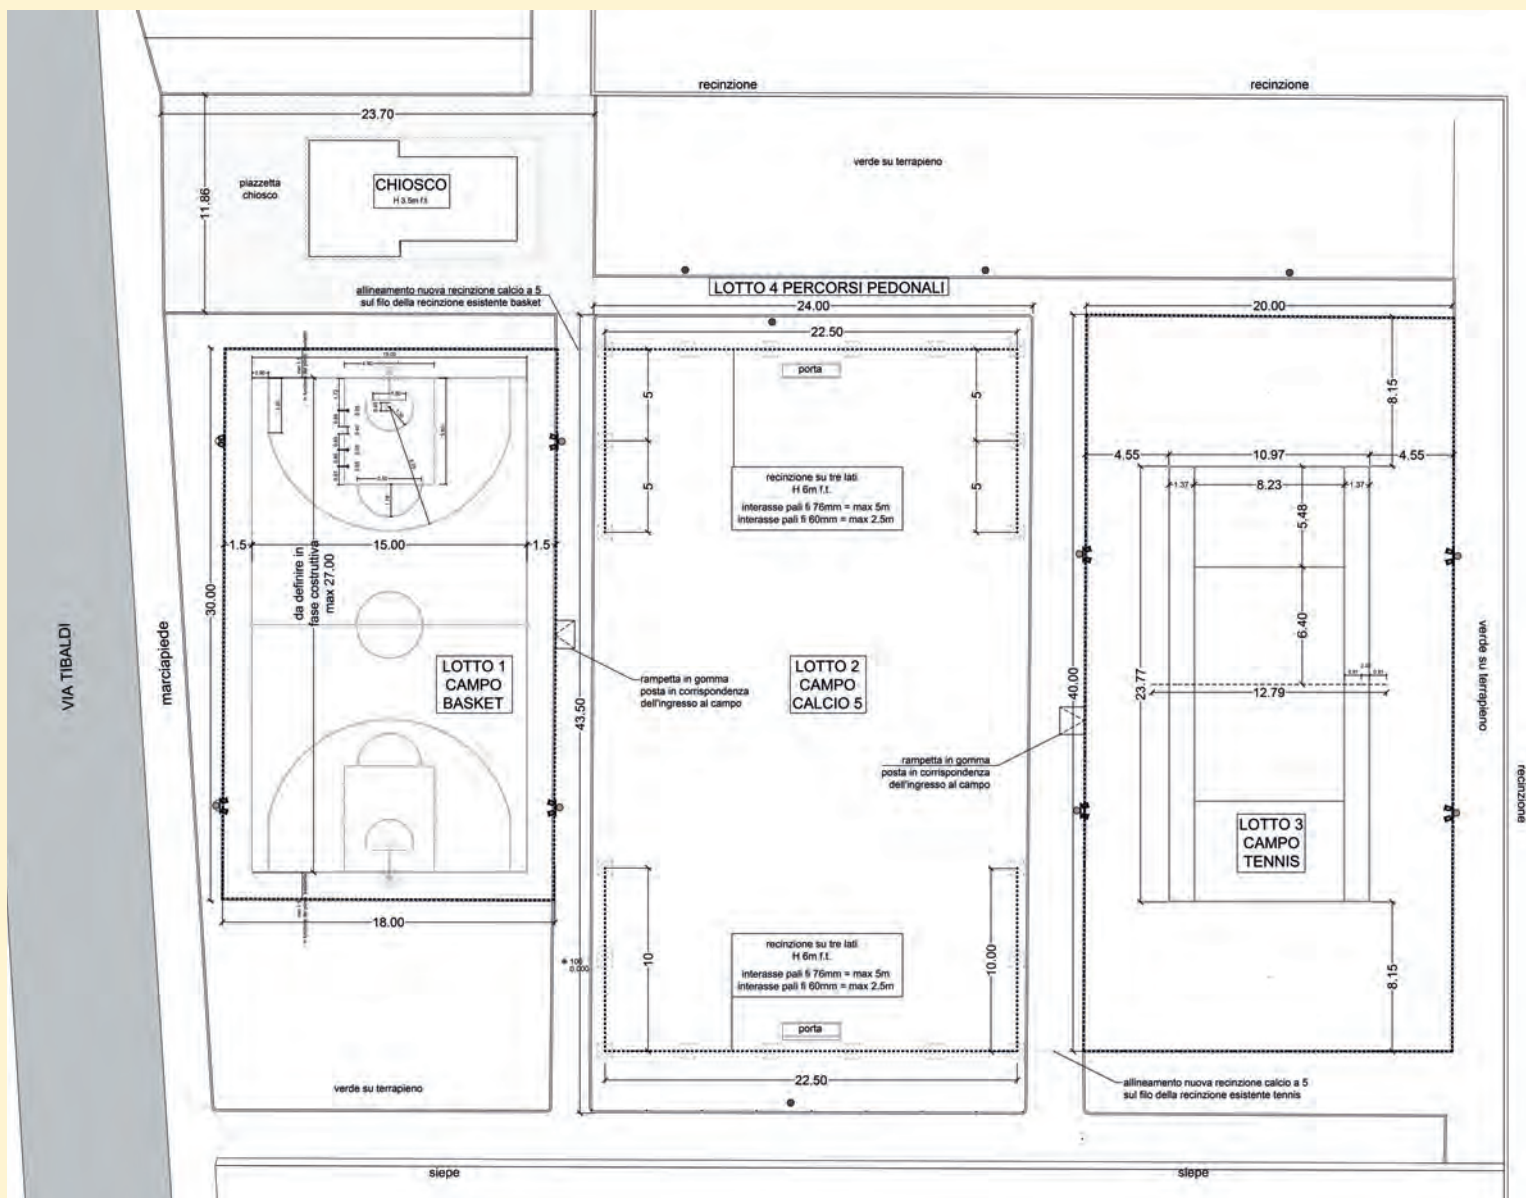 recinzione
recinzione
23.70
verde su terrapieno
11.86
piazzetta
chiosco
CHIOSCO
H 3.5m f.t.
allineamento nuova recinzione calcio a 5
sul filo della recinzione esistente basket
LOTTO 4 PERCORSI PEDONALI
24.00
20.00
22.50
porta
5
5
5
5
8.15
4.55
10.97
4.55
1.37
8.23
1.37
5.48
recinzione su tre lati
H 6m f.t.
interasse pali fi 76mm = max 5m
interasse pali fi 60mm = max 2.5m
1.5
15.00
1.5
30.00
da definire in
fase costruttiva
max 27.00
VIA TIBALDI
marciapiede
LOTTO 1
CAMPO
BASKET
rampetta in gomma
posta in corrispondenza
dell'ingresso al campo
43.50
LOTTO 2
CAMPO
CALCIO 5
40.00
23.77
6.40
12.79
verde su terrapieno
recinzione
rampetta in gomma
posta in corrispondenza
dell'ingresso al campo
LOTTO 3
CAMPO
TENNIS
18.00
recinzione su tre lati
H 6m f.t.
interasse pali fi 76mm = max 5m
interasse pali fi 60mm = max 2.5m
10
10.00
8.15
porta
22.50
verde su terrapieno
allineamento nuova recinzione calcio a 5
sul filo della recinzione esistente tennis
siepe
siepe